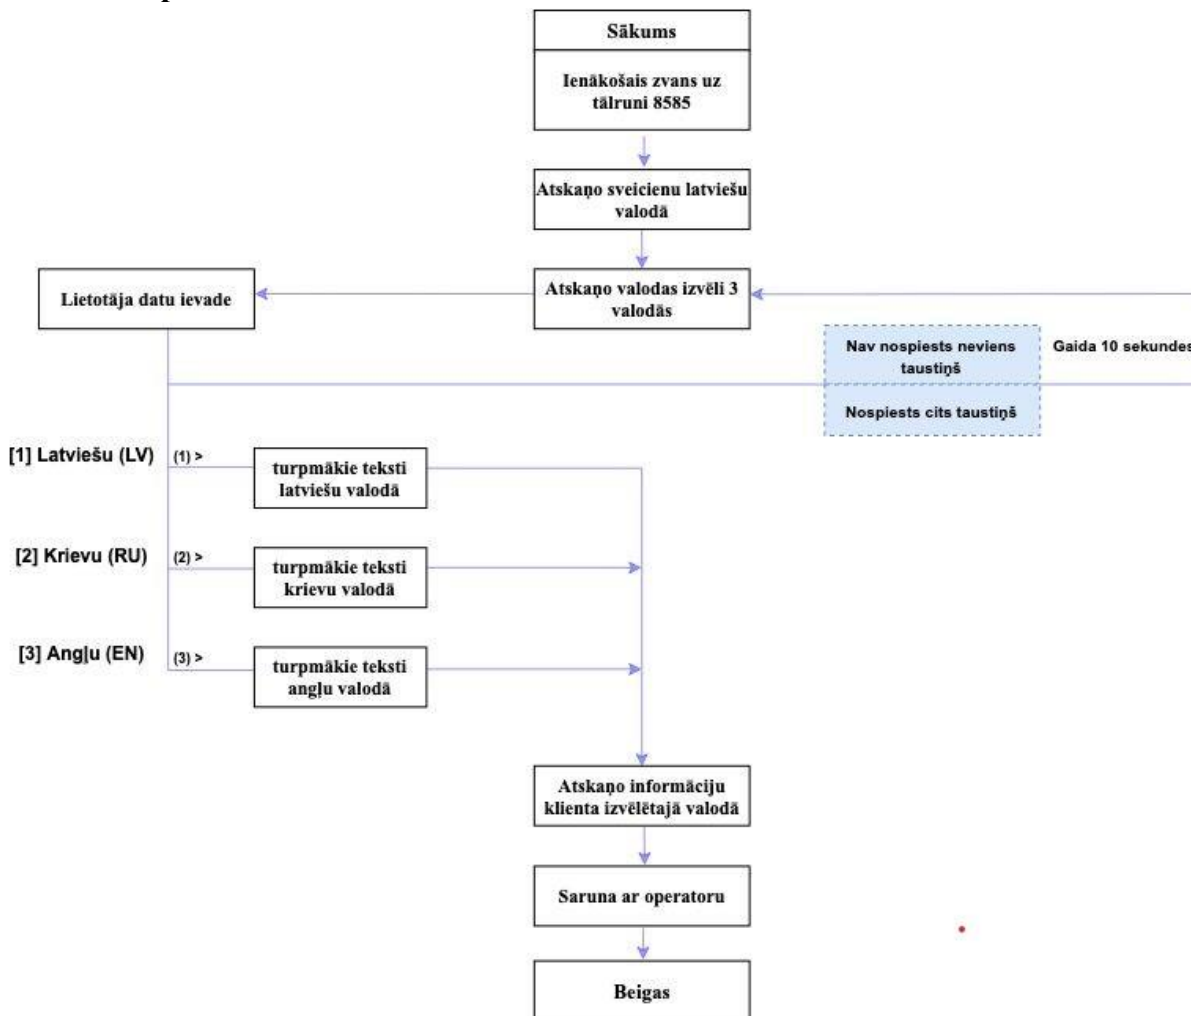 Sākums
Ienākošais zvans uz
tālruni 8585
Atskaņo sveicienu latviešu
valodā
Lietotāja datu ievade
Atskaņo valodas izvēli 3
valodās
Nav nospiests neviens
taustiņš
Gaida 10 sekundes
Nospiests cits taustiņš
[1] Latviešu (LV)
(1) >
turpmākie teksti
latviešu valodā
[2] Krievu (RU)
(2) >
turpmākie teksti
krievu valodā
[3] Angļu (EN)
(3) >
turpmākie teksti
angļu valodā
Atskaņo informāciju
klienta izvēlētajā valodā
Saruna ar operatoru
Beigas